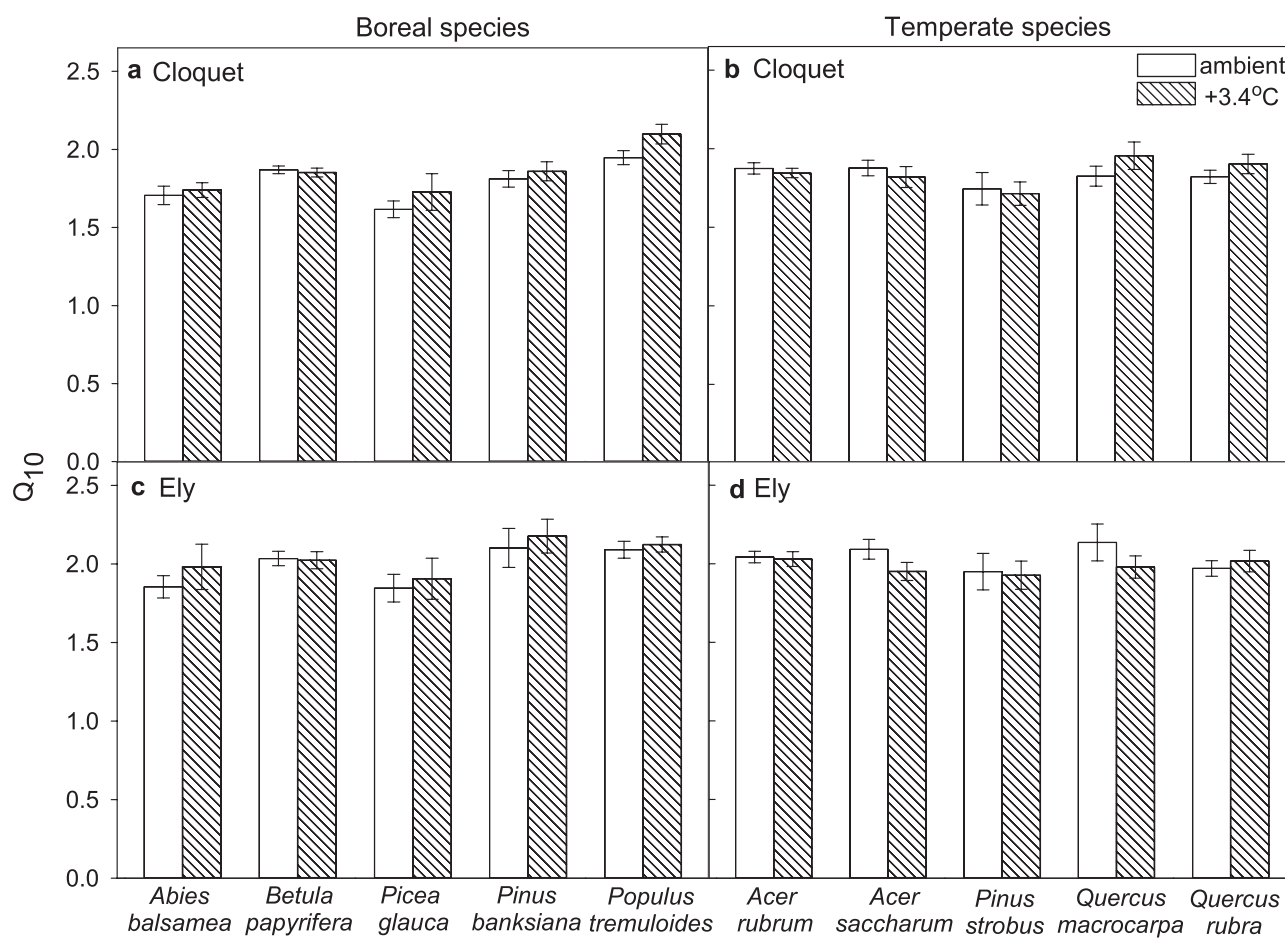 Boreal species
Temperate species
a Cloquet
b Cloquet
ambient
+3.4°C
2.5
2.0
1.5
1.0
0.5
0.0
Q10
c Ely
d Ely
2.5
2.0
1.5
1.0
0.5
0.0
Abies balsamea
Betula papyrifera
Picea glauca
Pinus banksiana
Populus tremuloides
Acer rubrum
Acer saccharum
Pinus strobus
Quercus macrocarpa
Quercus rubra